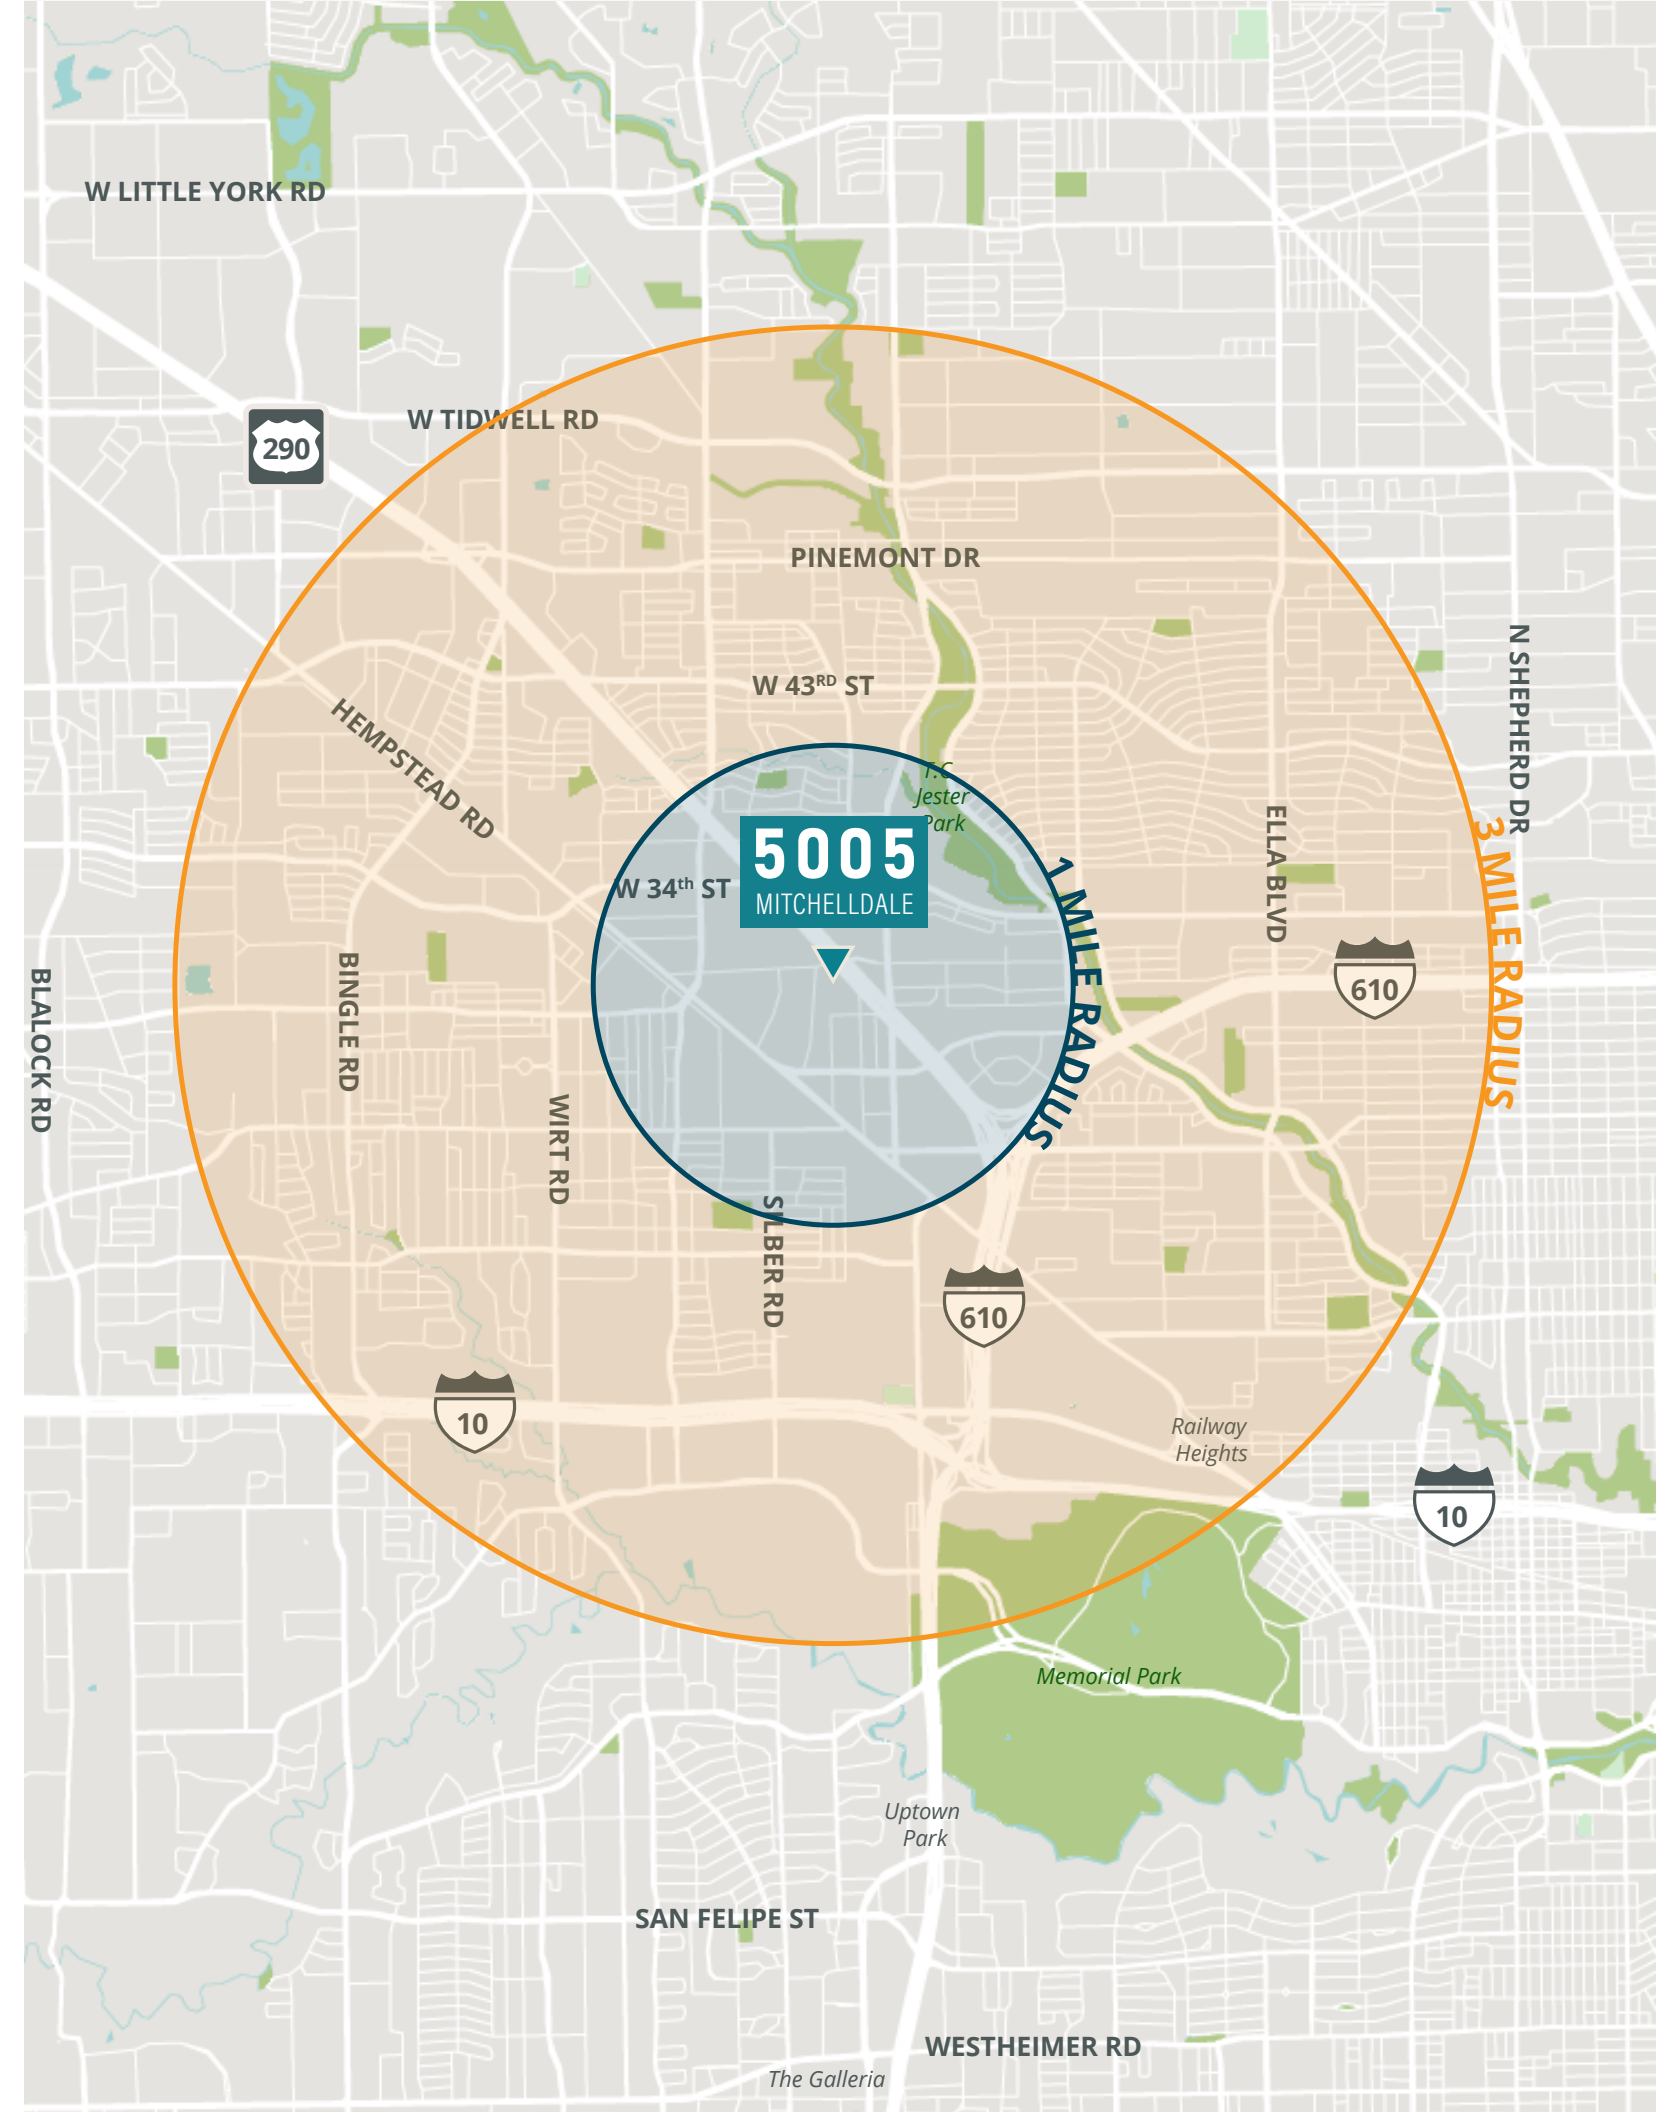 W LITTLE YORK RD
W TIDWELL RD
290
PINEMONT DR
W 43RD ST
N SHEPHERD DR
HEMPSTEAD RD
T.C
Jester
Park
5005
MITCHELLDALE
W 34th ST
ELLA BLVD
3 MILE RADIUS
1 MILE RADIUS
610
BINGLE RD
BLALOCK RD
WIRT RD
SILBER RD
610
10
Railway
Heights
10
Memorial Park
Uptown
Park
SAN FELIPE ST
WESTHEIMER RD
The Galleria